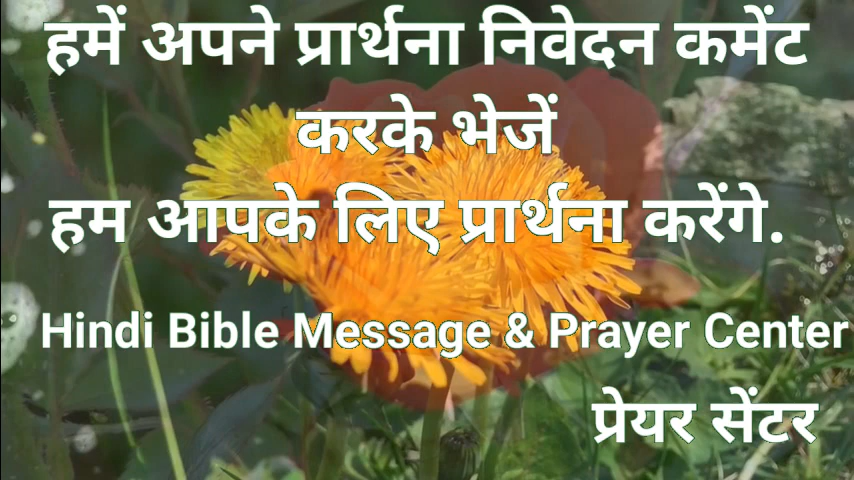 हमें अपने प्रार्थना निवेदन कमेंट
करके भेजें
हम आपके लिए प्रार्थना करेंगे.
Hindi Bible Message & Prayer Center
प्रेयर सेंटर